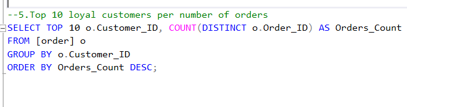 --5.Top 10 loyal customers per number of orders
SELECT TOP 10 o.Customer_ID, COUNT(DISTINCT o.Order_ID) AS Orders_Count
FROM [order] o
GROUP BY o.Customer_ID
ORDER BY Orders_Count DESC;